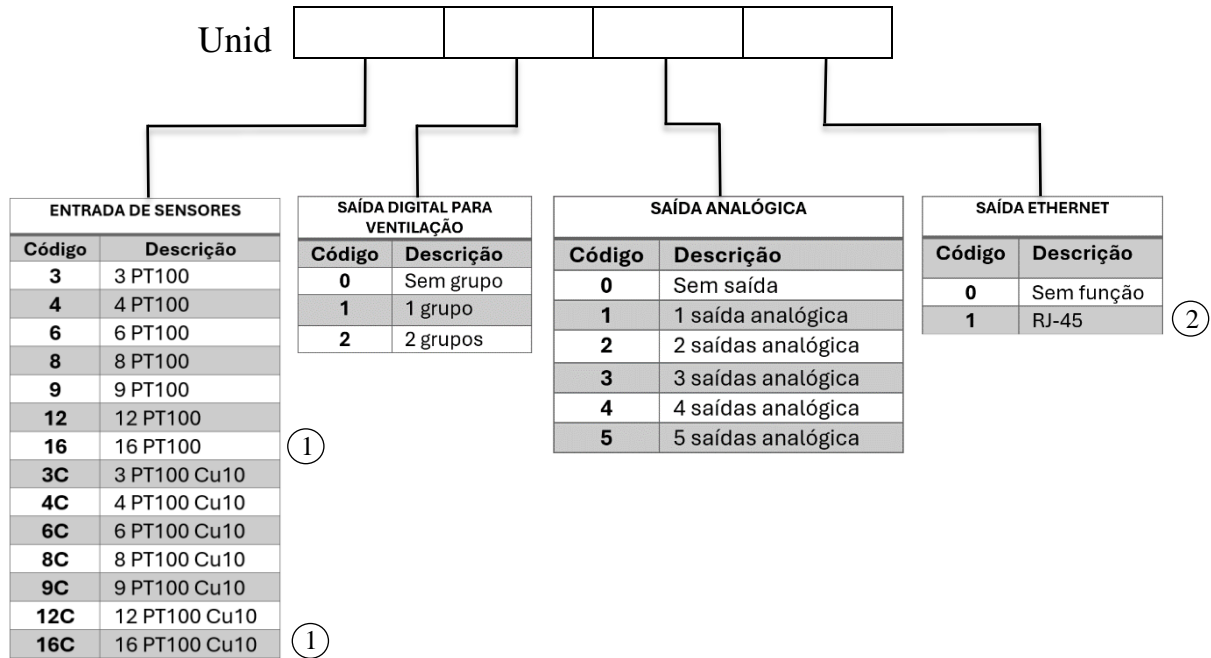 Unid
ENTRADA DE SENSORES
Código Descrição
3 3 PT100
4 4 PT100
6 6 PT100
8 8 PT100
9 9 PT100
12 12 PT100
16 16 PT100
1
3C 3 PT100 Cu10
4C 4 PT100 Cu10
6C 6 PT100 Cu10
8C 8 PT100 Cu10
9C 9 PT100 Cu10
12C 12 PT100 Cu10
16C 16 PT100 Cu10
1
SAÍDA DIGITAL PARA
VENTILAÇÃO
Código Descrição
0 Sem grupo
1 1 grupo
2 2 grupos
SAÍDA ANALÓGICA
Código Descrição
0 Sem saída
1 1 saída analógica
2 2 saídas analógica
3 3 saídas analógica
4 4 saídas analógica
5 5 saídas analógica
SAÍDA ETHERNET
Código Descrição
0 Sem função
1 RJ-45
2